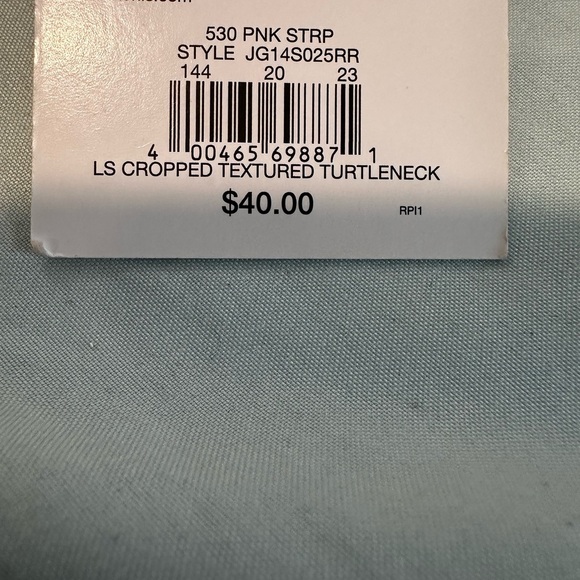 530 PNK STRP
STYLE JG14S025RR
144 20 23
4 00465 69887 1
LS CROPPED TEXTURED TURTLENECK
$40.00 RPI1